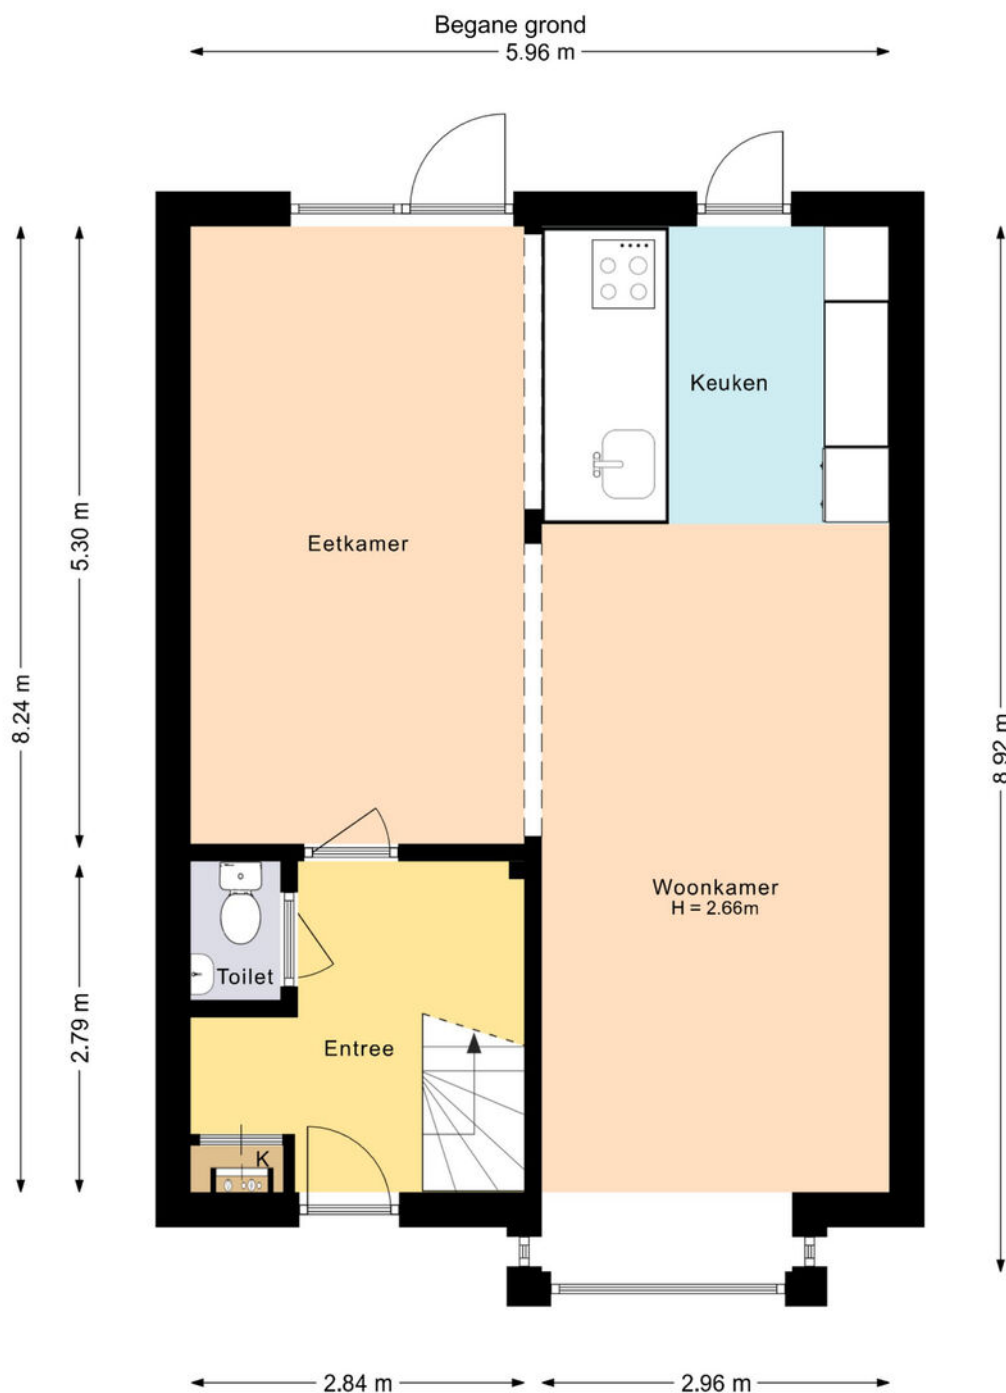 Begane grond
5.96 m
Keuken
5.30 m
Eetkamer
8.24 m
8.92 m
Woonkamer
H = 2.66m
Toilet
2.79 m
Entree
K
2.84 m
2.96 m